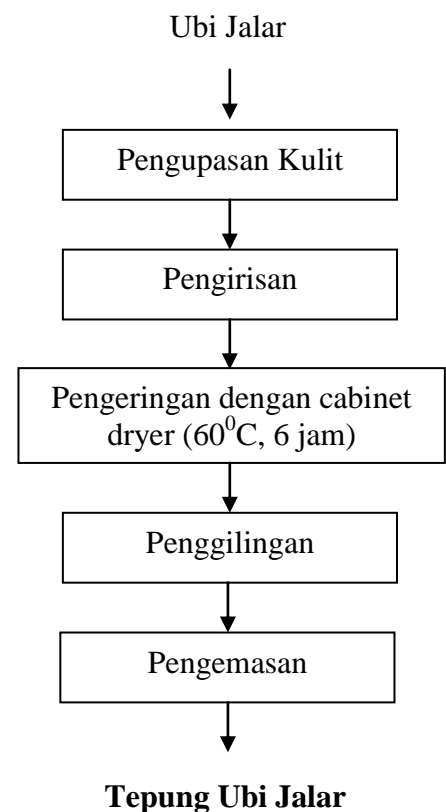 Ubi Jalar
Pengupasan Kulit
Pengirisan
Pengeringan dengan cabinet
dryer (60⁰C, 6 jam)
Penggilingan
Pengemasan
Tepung Ubi Jalar